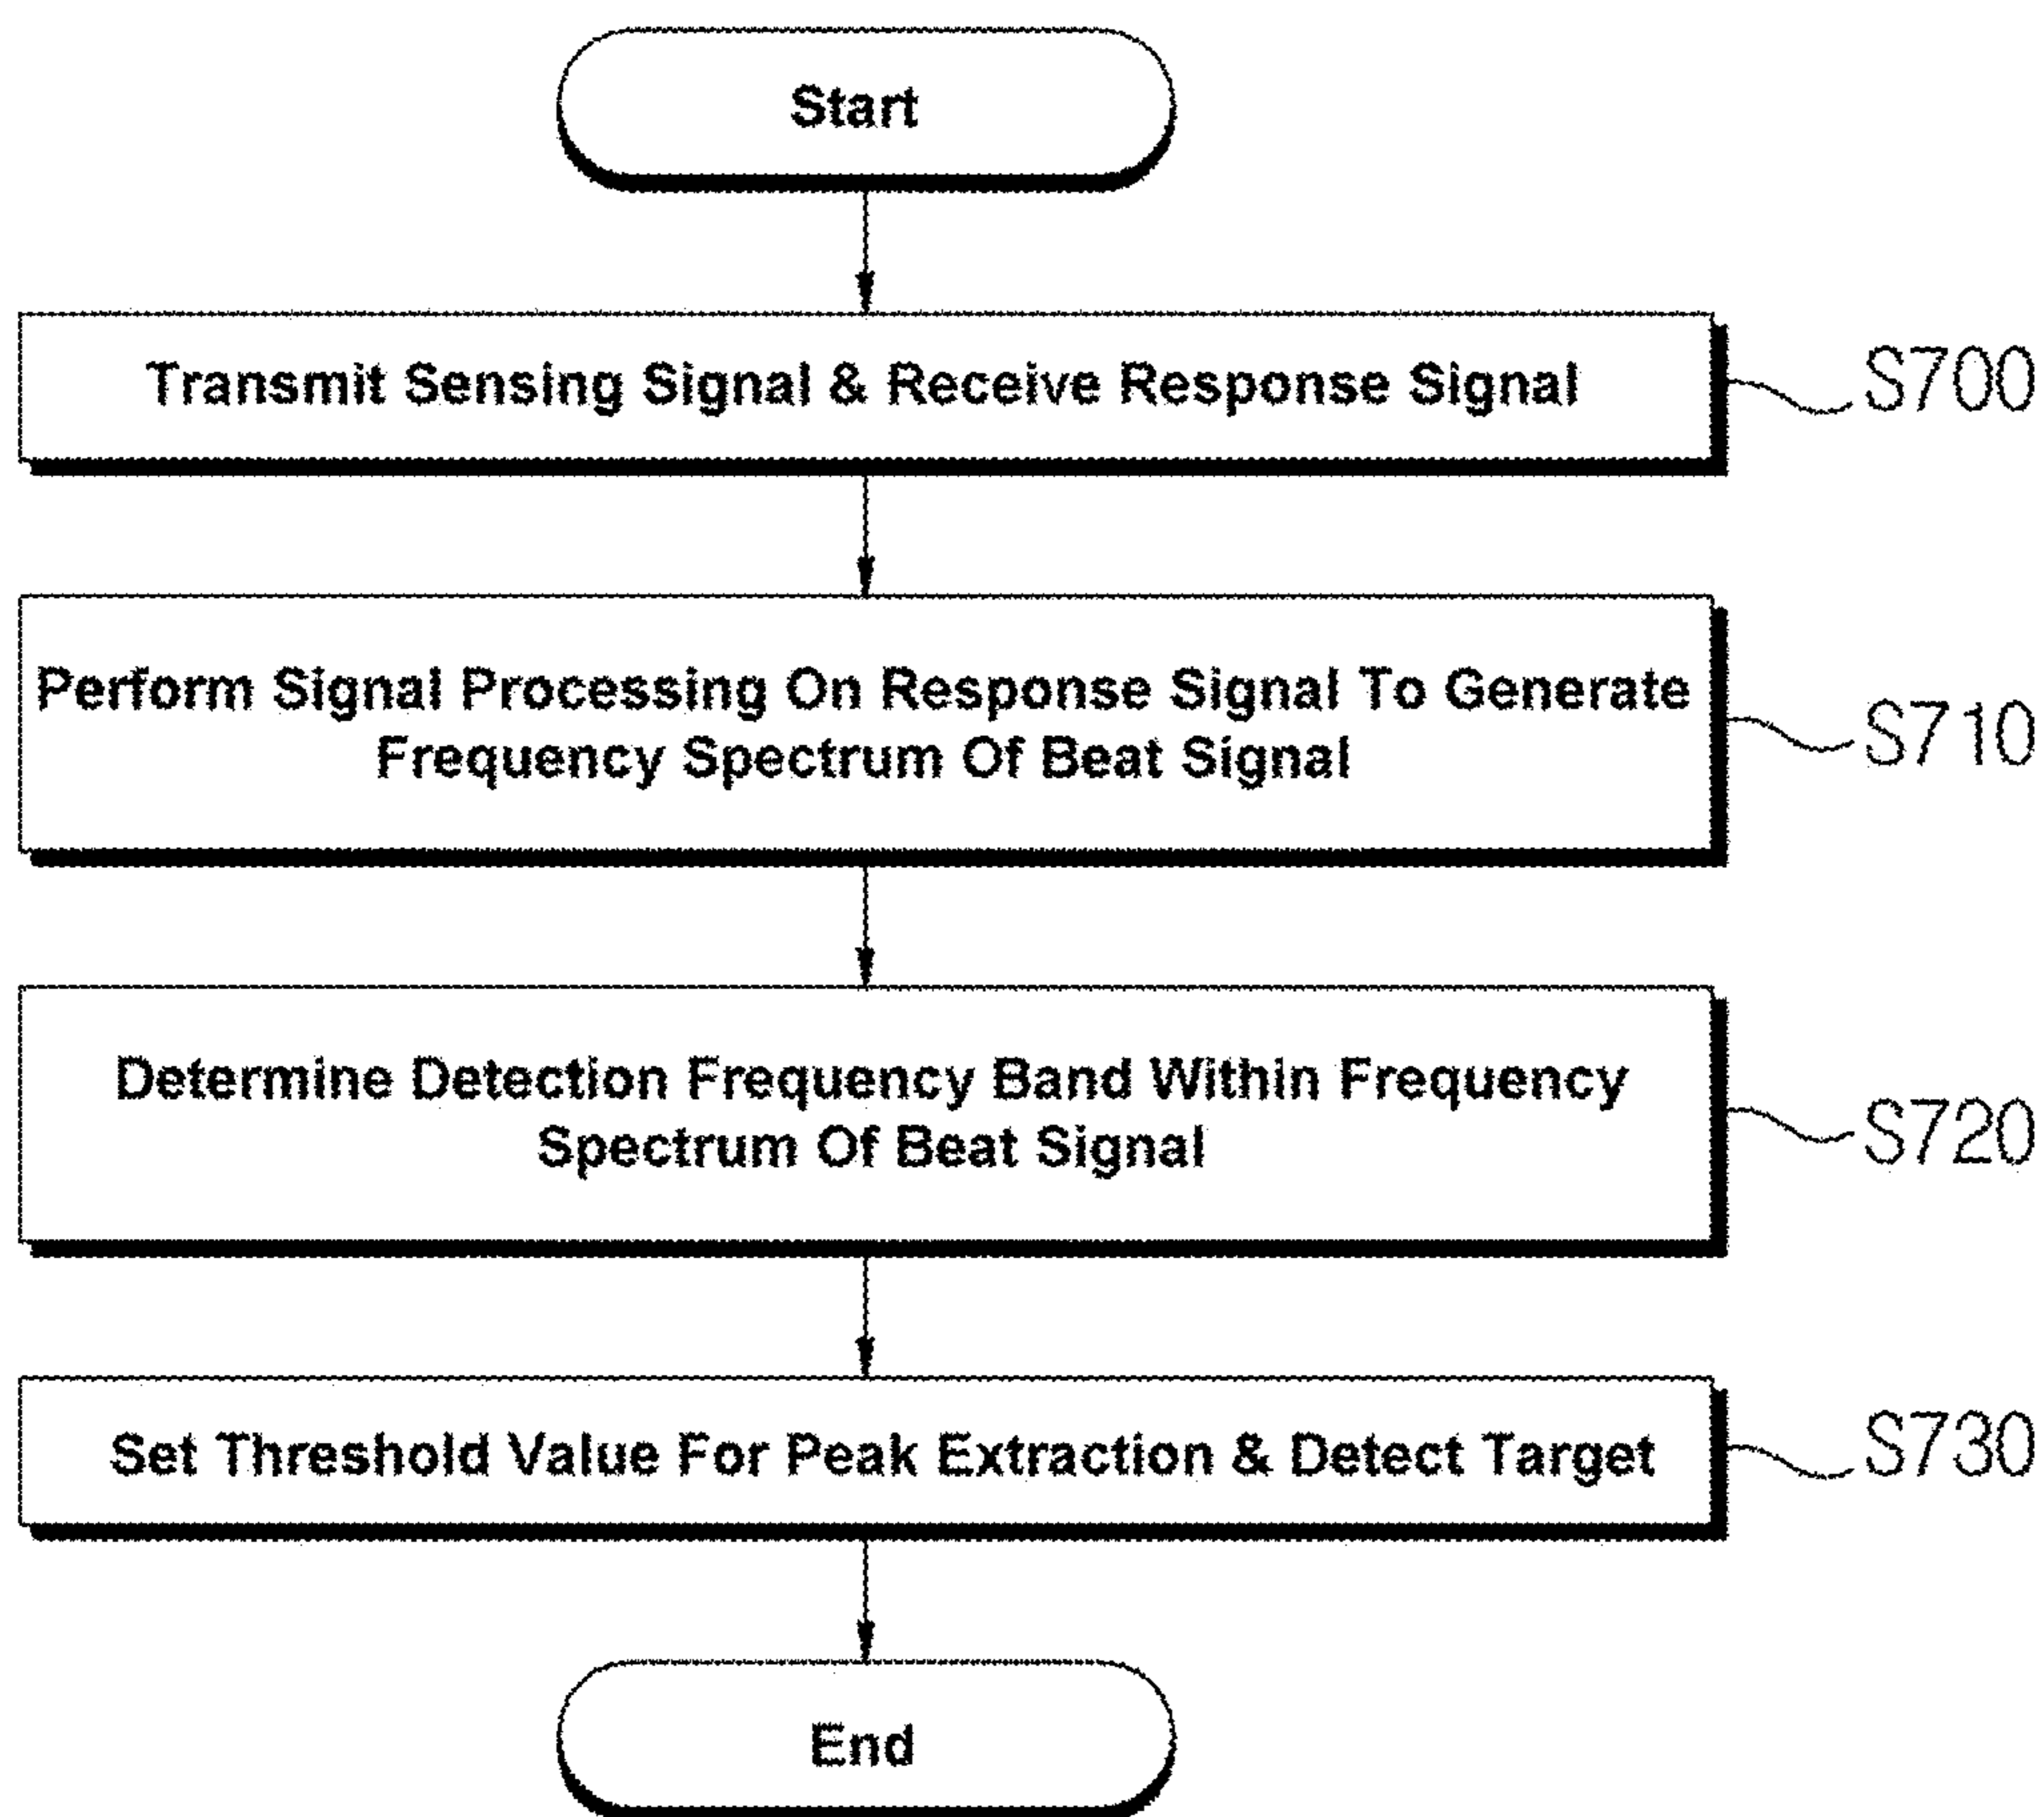 Start
Transmit Sensing Signal & Receive Response Signal
S700
Perform Signal Processing On Response Signal To Generate
Frequency Spectrum Of Beat Signal
S710
Determine Detection Frequency Band Within Frequency
Spectrum Of Beat Signal
S720
Set Threshold Value For Peak Extraction & Detect Target
S730
End